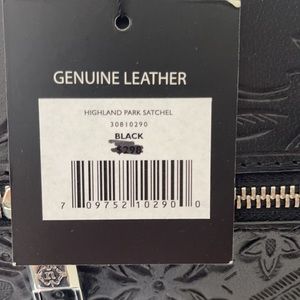 GENUINE LEATHER
HIGHLAND PARK SATCHEL
30810290
BLACK
$298
7 09752 10290 0